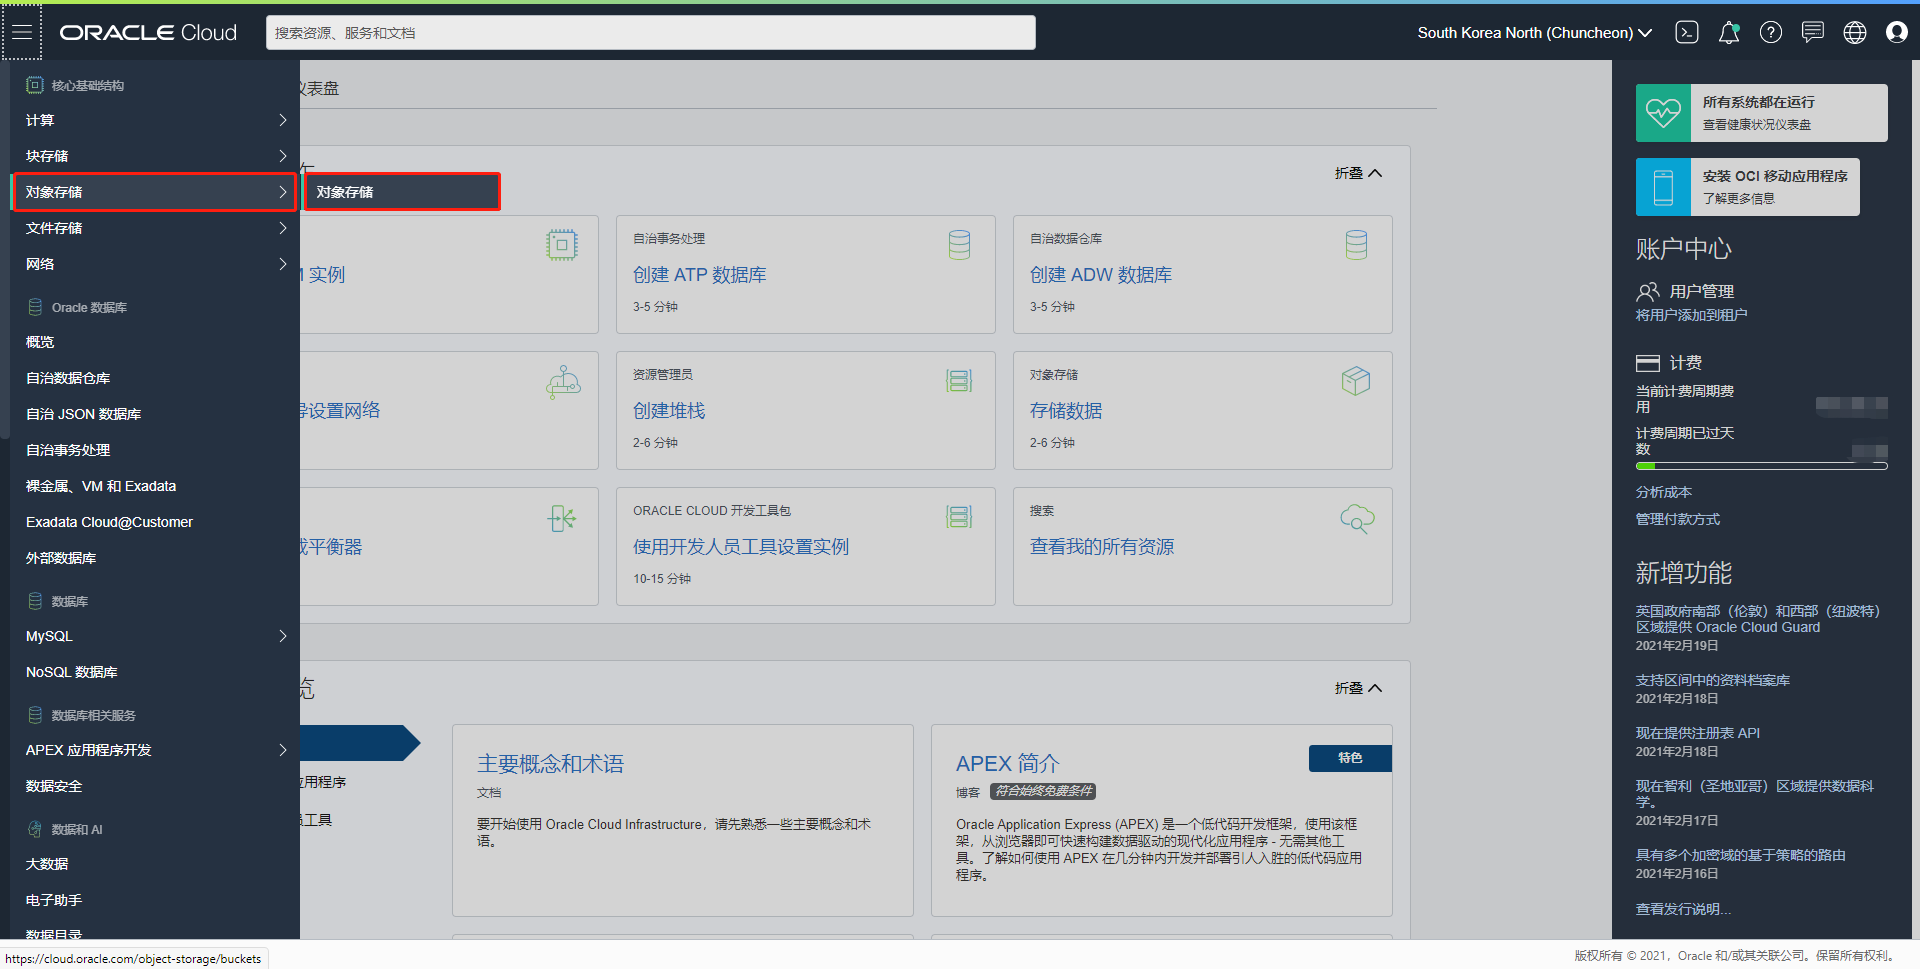 ORACLE Cloud
搜索资源、服务和文档
South Korea North (Chuncheon)
核心基础结构
计算
块存储
对象存储
对象存储
文件存储
网络
Oracle 数据库
概览
自治数据仓库
自治 JSON 数据库
自治事务处理
裸金属、VM 和 Exadata
Exadata Cloud@Customer
外部数据库
数据库
MySQL
NoSQL 数据库
数据库相关服务
APEX 应用程序开发
数据安全
数据和 AI
大数据
电子助手
数据目录
https://cloud.oracle.com/object-storage/buckets
表盘
折叠
实例
自治事务处理
创建 ATP 数据库
3-5 分钟
自治数据仓库
创建 ADW 数据库
3-5 分钟
设置网络
资源管理员
创建堆栈
2-6 分钟
对象存储
存储数据
2-6 分钟
平衡器
ORACLE CLOUD 开发工具包
使用开发人员工具设置实例
10-15 分钟
搜索
查看我的所有资源
览
折叠
应用程序
工具
主要概念和术语
文档
要开始使用 Oracle Cloud Infrastructure，请先熟悉一些主要概念和术
语。
APEX 简介
特色
博客 符合始终免费条件
Oracle Application Express (APEX) 是一个低代码开发框架，使用该框
架，从浏览器即可快速构建数据驱动的现代化应用程序 - 无需其他工
具。了解如何使用 APEX 在几分钟内开发并部署引人入胜的低代码应用
程序。
所有系统都在运行
查看健康状况仪表盘
安装 OCI 移动应用程序
了解更多信息
账户中心
用户管理
将用户添加到租户
计费
当前计费周期费
用
计费周期已过天
数
分析成本
管理付款方式
新增功能
英国政府南部（伦敦）和西部（纽波特）
区域提供 Oracle Cloud Guard
2021年2月19日
支持区间中的资料档案库
2021年2月18日
现在提供注册表 API
2021年2月18日
现在智利（圣地亚哥）区域提供数据科
学。
2021年2月17日
具有多个加密域的基于策略的路由
2021年2月16日
查看发行说明...
版权所有 © 2021，Oracle 和/或其关联公司。保留所有权利。